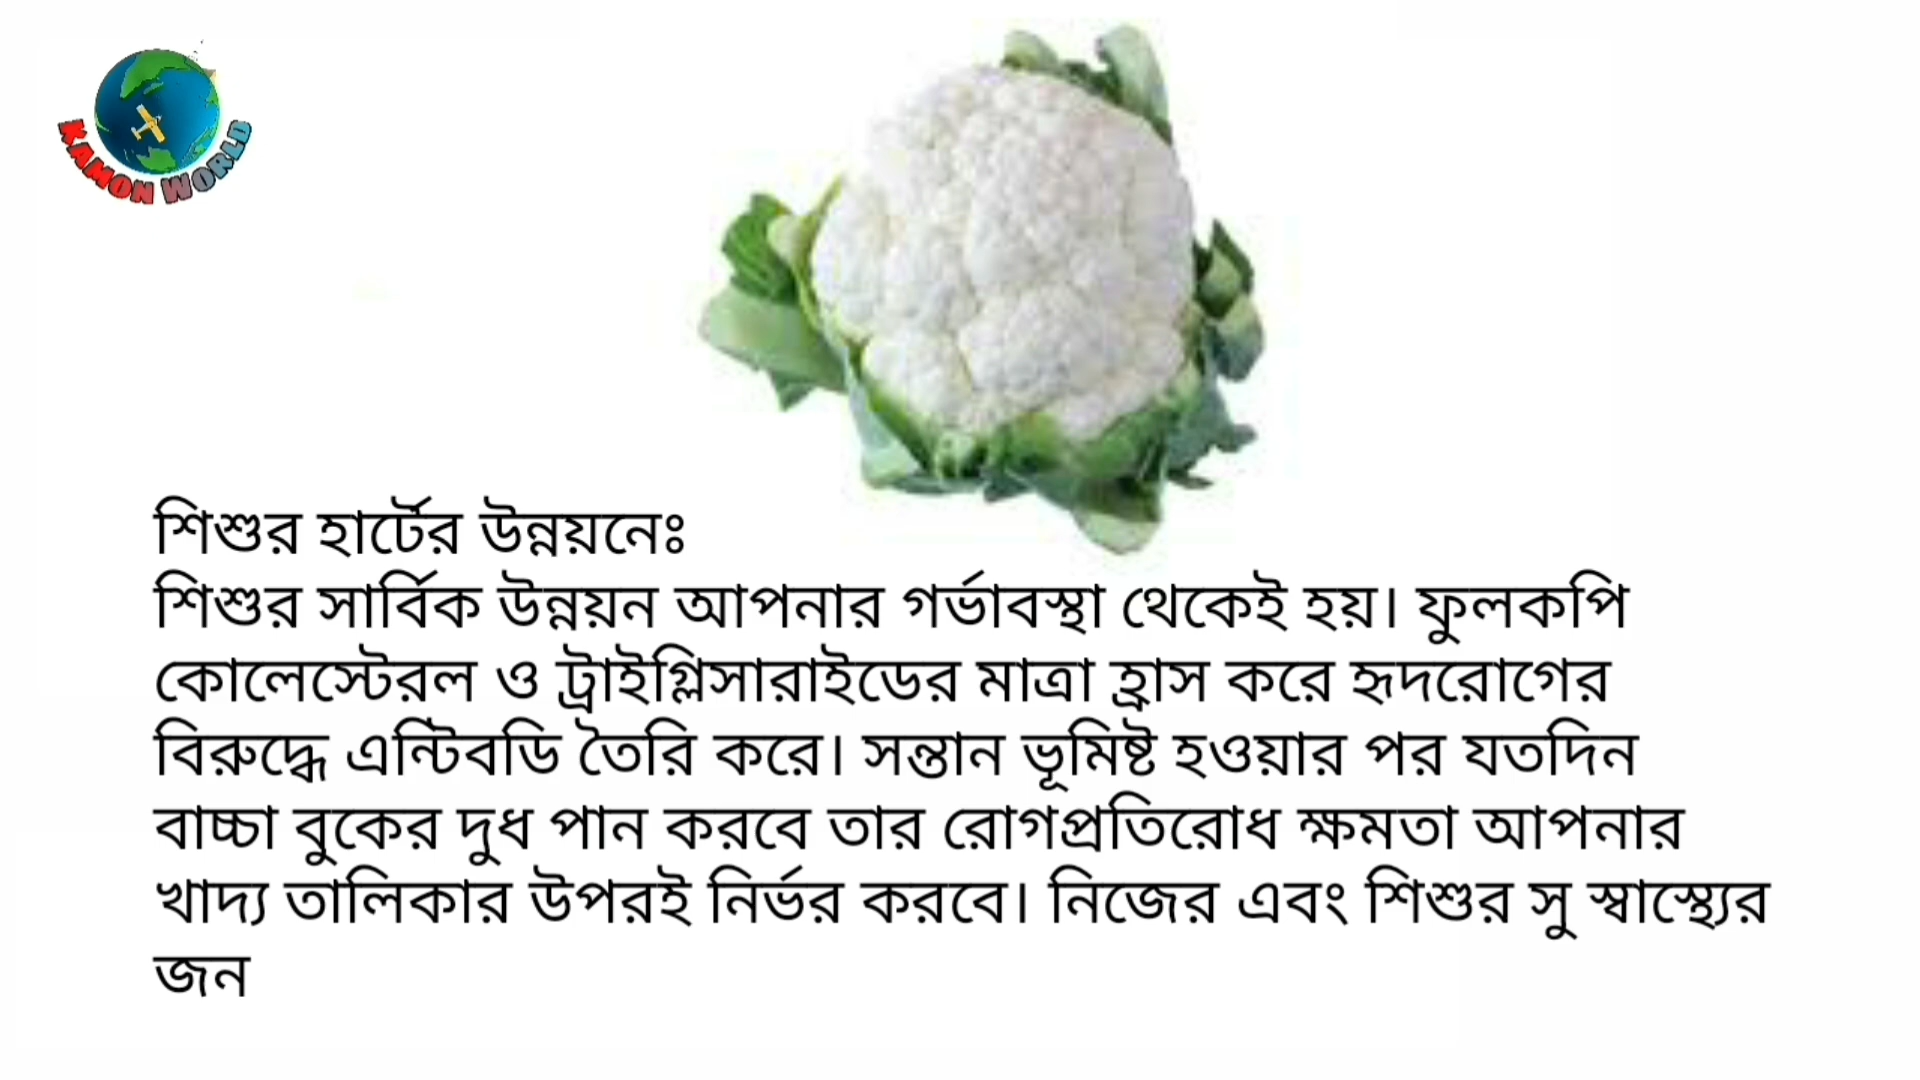 KAMON WORLD
শিশুর হার্টের উন্নয়নেঃ
শিশুর সার্বিক উন্নয়ন আপনার গর্ভাবস্থা থেকেই হয়। ফুলকপি
কোলেস্টেরল ও ট্রাইগ্লিসারাইডের মাত্রা হ্রাস করে হৃদরোগের
বিরুদ্ধে এন্টিবডি তৈরি করে। সন্তান ভূমিষ্ট হওয়ার পর যতদিন
বাচ্চা বুকের দুধ পান করবে তার রোগপ্রতিরোধ ক্ষমতা আপনার
খাদ্য তালিকার উপরই নির্ভর করবে। নিজের এবং শিশুর সু স্বাস্থ্যের
জন